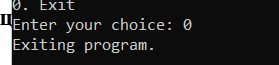 0. Exit
Enter your choice: 0
Exiting program.